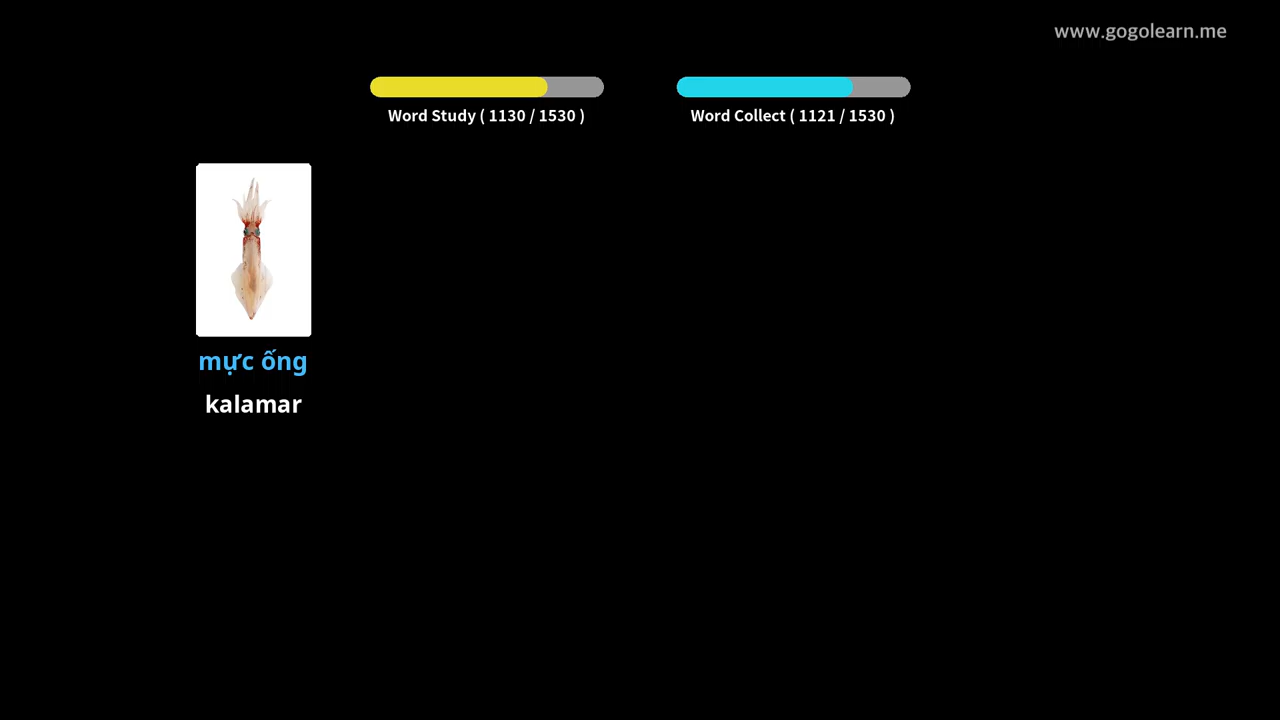 www.gogolearn.me
Word Study ( 1130 / 1530 )
Word Collect ( 1121 / 1530 )
mực ống
kalamar